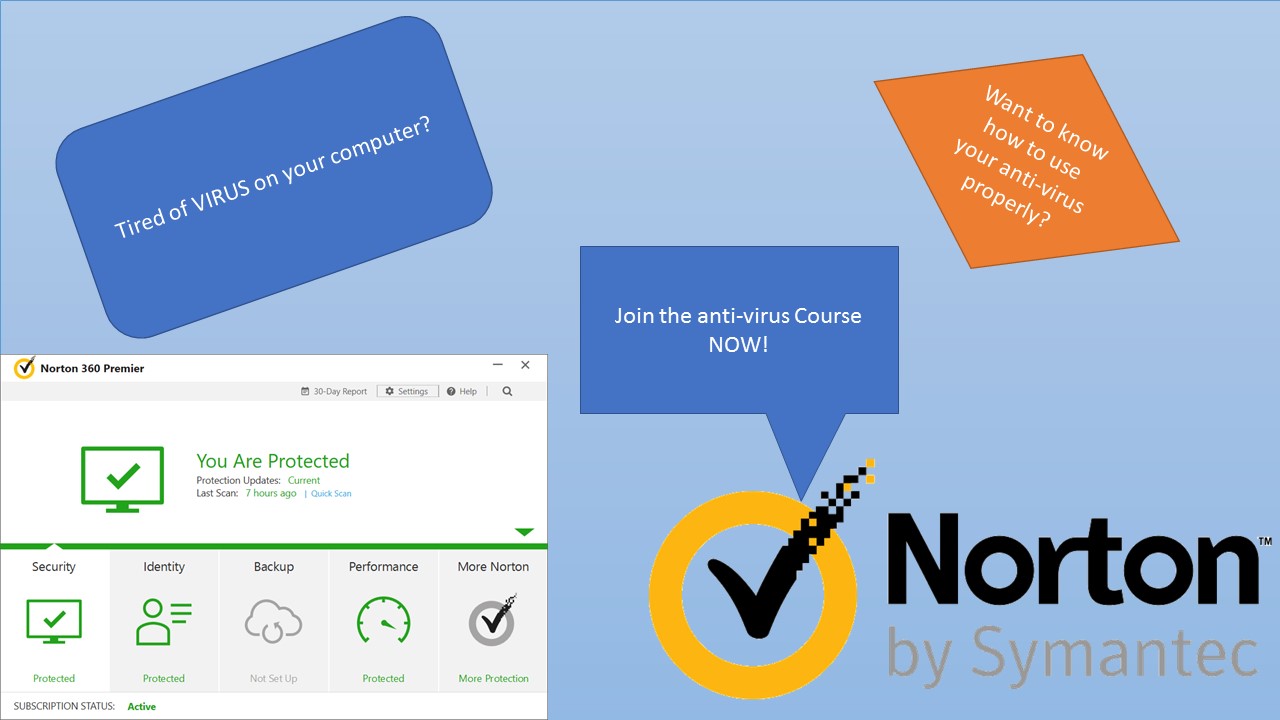 Tired of VIRUS on your computer?
Want to know
how to use
your anti-virus
properly?
Join the anti-virus Course
NOW!
Norton 360 Premier
30-Day Report
Settings
Help
You Are Protected
Protection Updates: Current
Last Scan: 7 hours ago | Quick Scan
Security
Identity
Backup
Performance
More Norton
Protected
Protected
Not Set Up
Protected
More Protection
SUBSCRIPTION STATUS: Active
Norton™
by Symantec